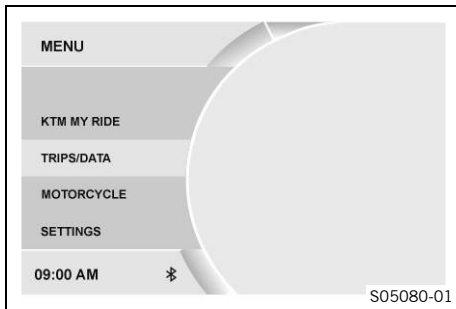 MENU
KTM MY RIDE
TRIPS/DATA
MOTORCYCLE
SETTINGS
09:00 AM
S05080-01